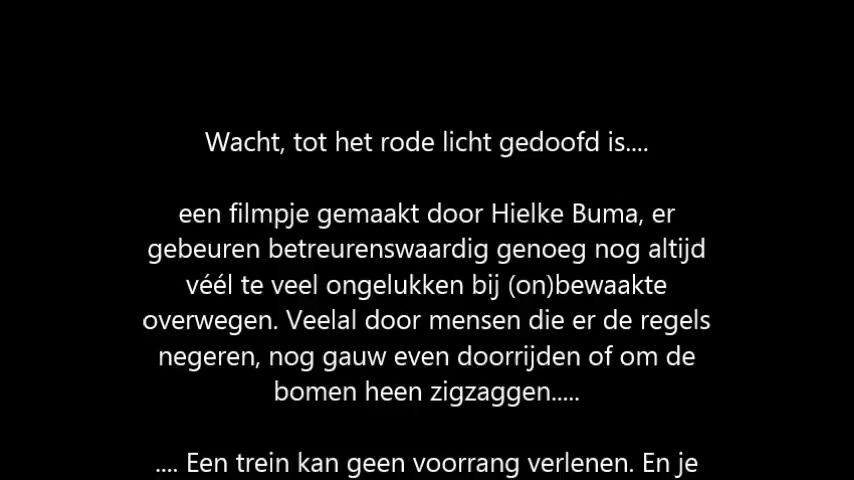 Wacht, tot het rode licht gedoofd is....
een filmpje gemaakt door Hielke Buma, er
gebeuren betreurenswaardig genoeg nog altijd
véél te veel ongelukken bij (on)bewaakte
overwegen. Veelal door mensen die er de regels
negeren, nog gauw even doorrijden of om de
bomen heen zigzaggen.....
.... Een trein kan geen voorrang verlenen. En je